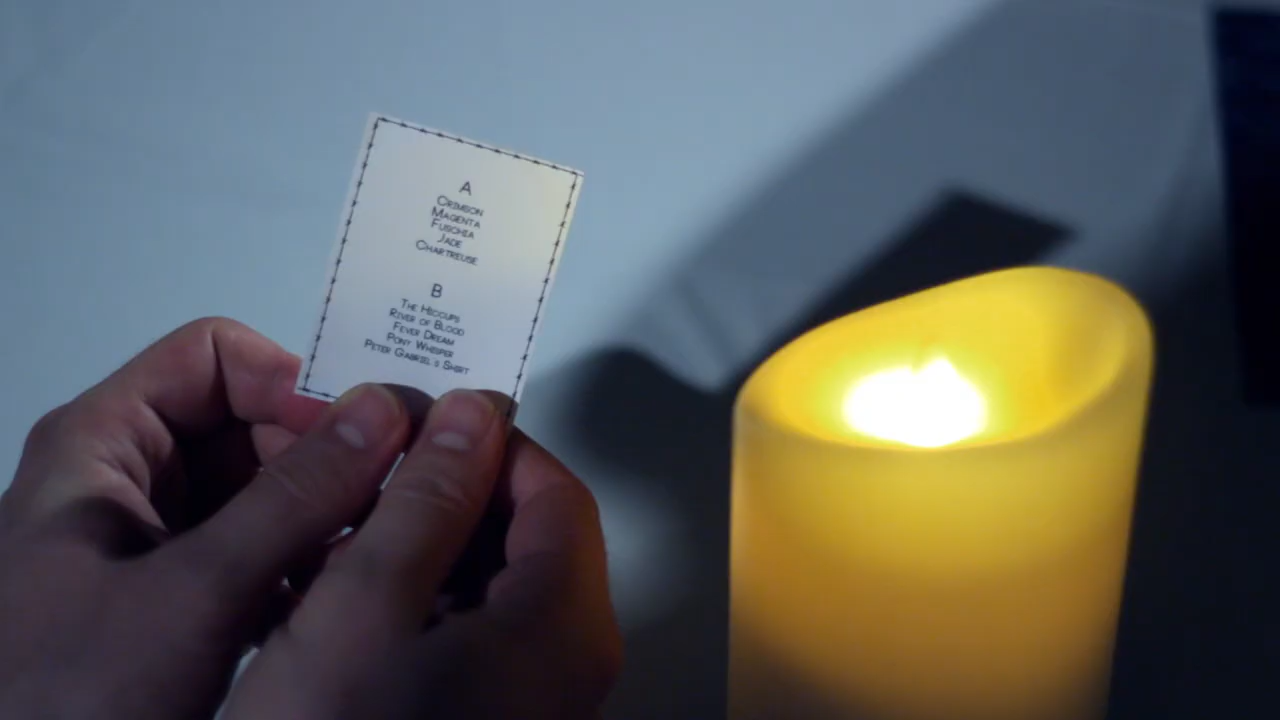 A
Crimson
Magenta
Fuschia
Jade
Chartreuse
B
The Hiccups
River of Blood
Fever Dream
Pony Whisper
Peter Gabriel's Shirt